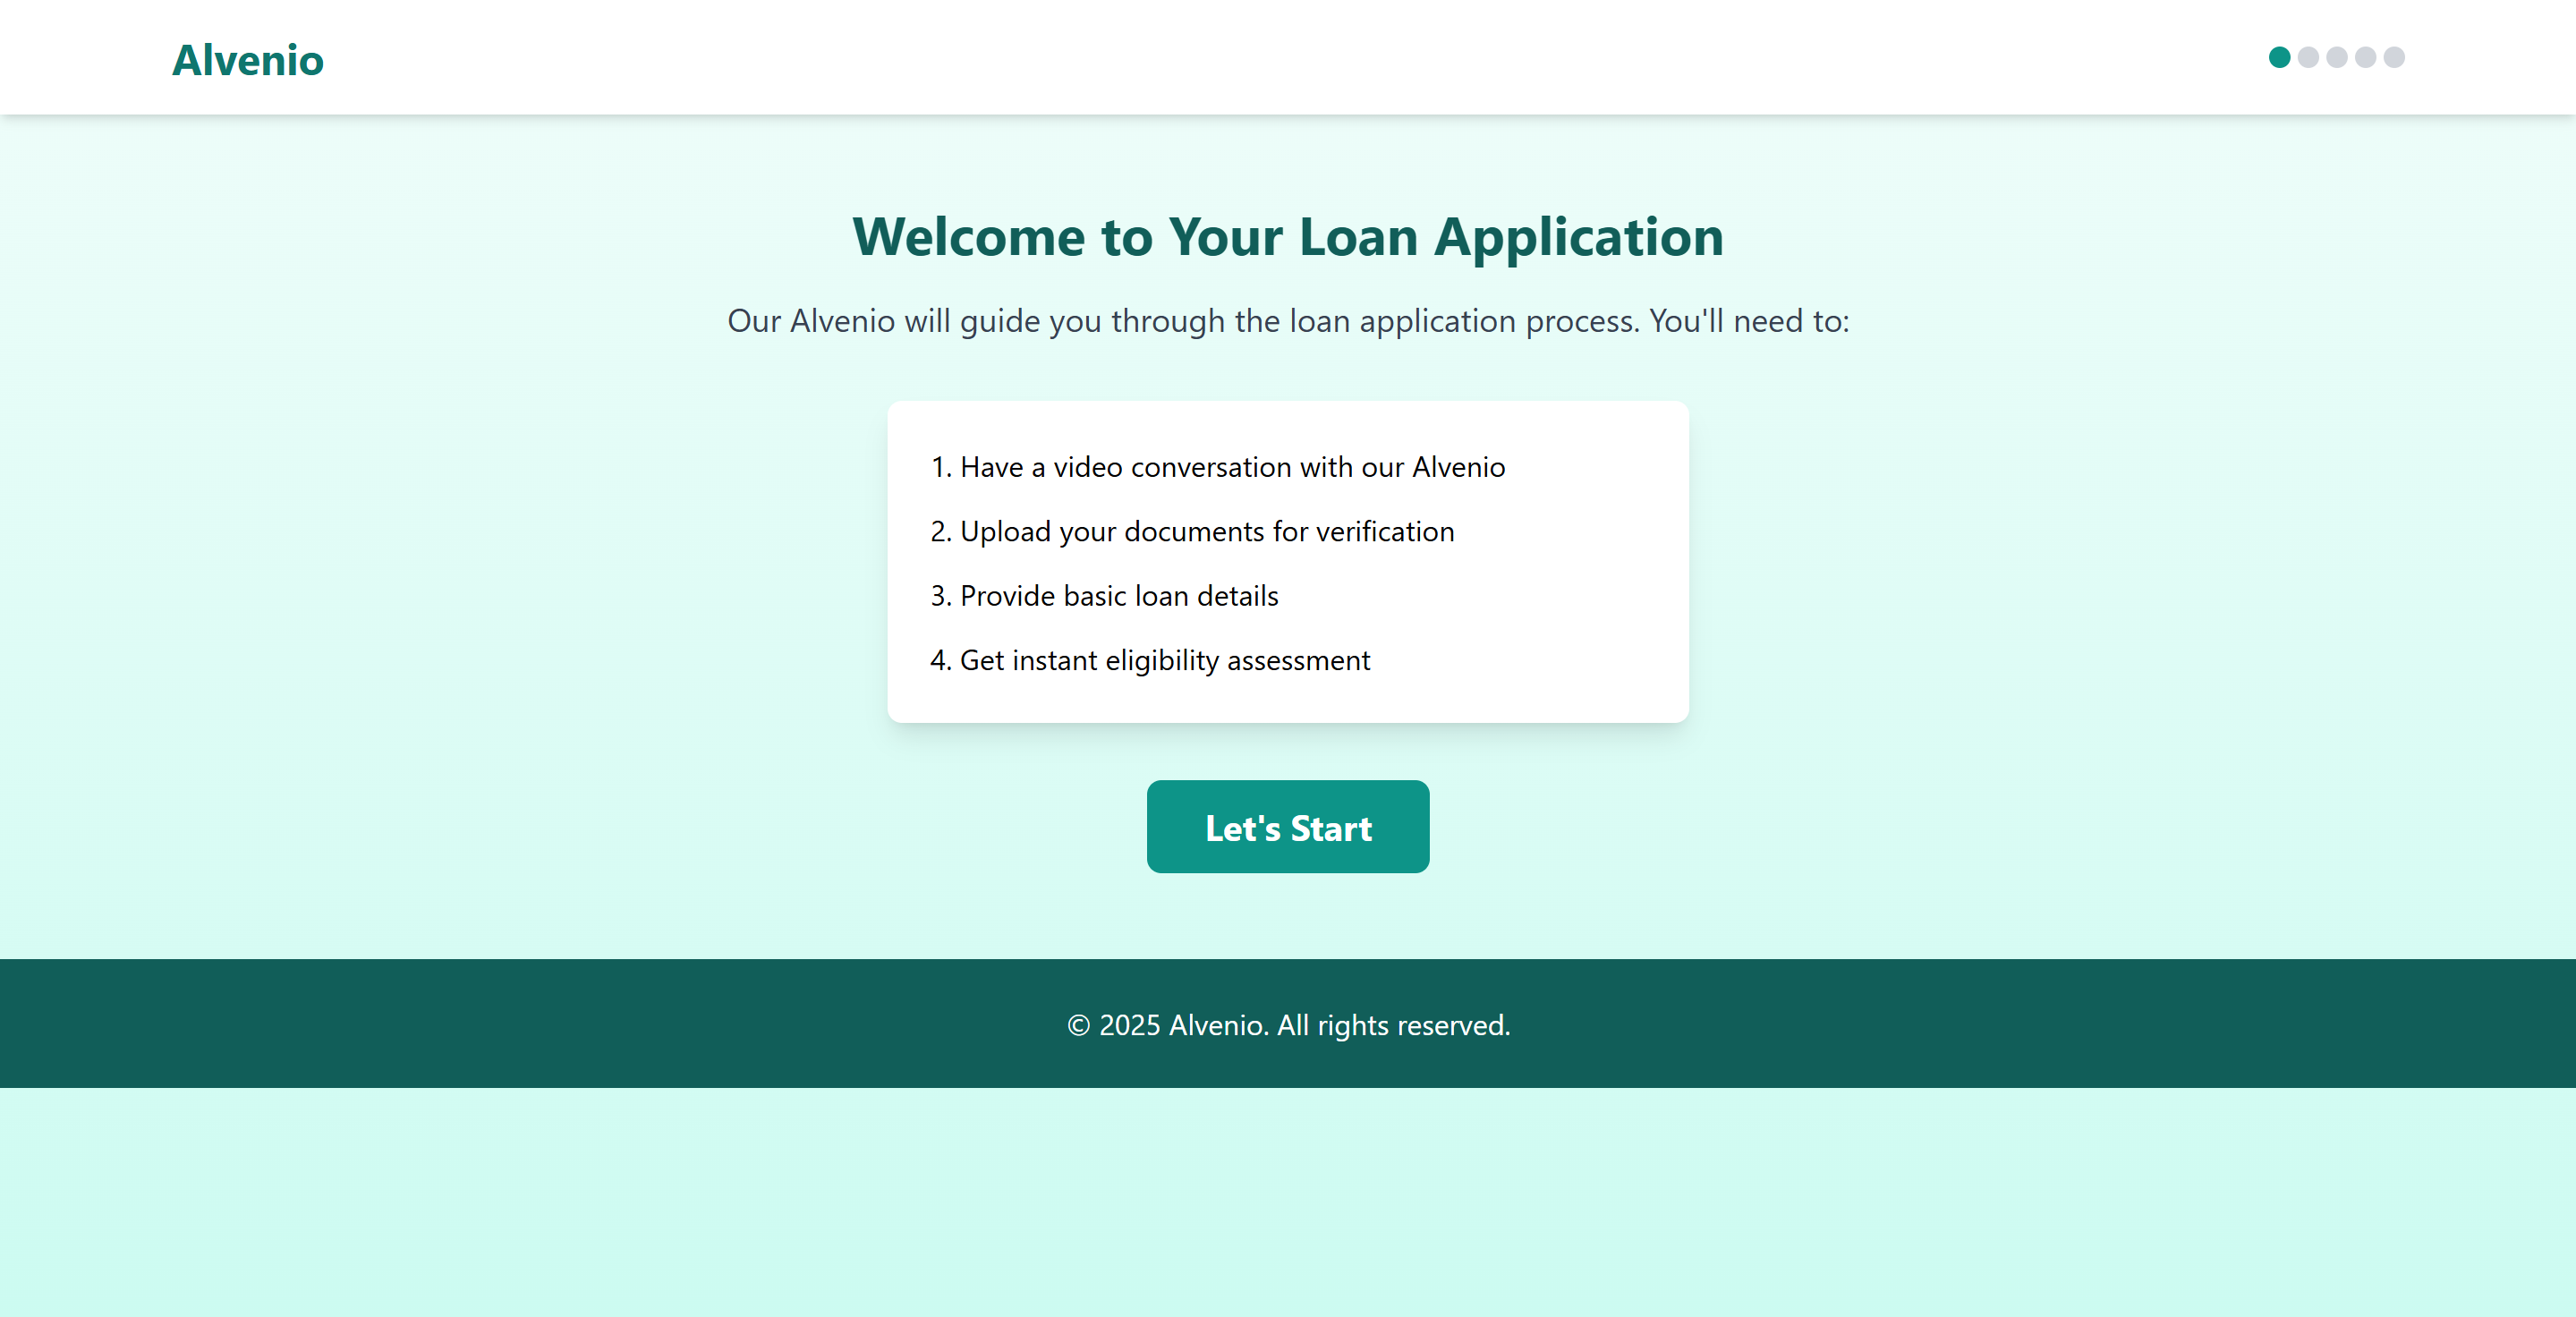 Alvenio
Welcome to Your Loan Application
Our Alvenio will guide you through the loan application process. You'll need to:
1. Have a video conversation with our Alvenio
2. Upload your documents for verification
3. Provide basic loan details
4. Get instant eligibility assessment
Let's Start
© 2025 Alvenio. All rights reserved.